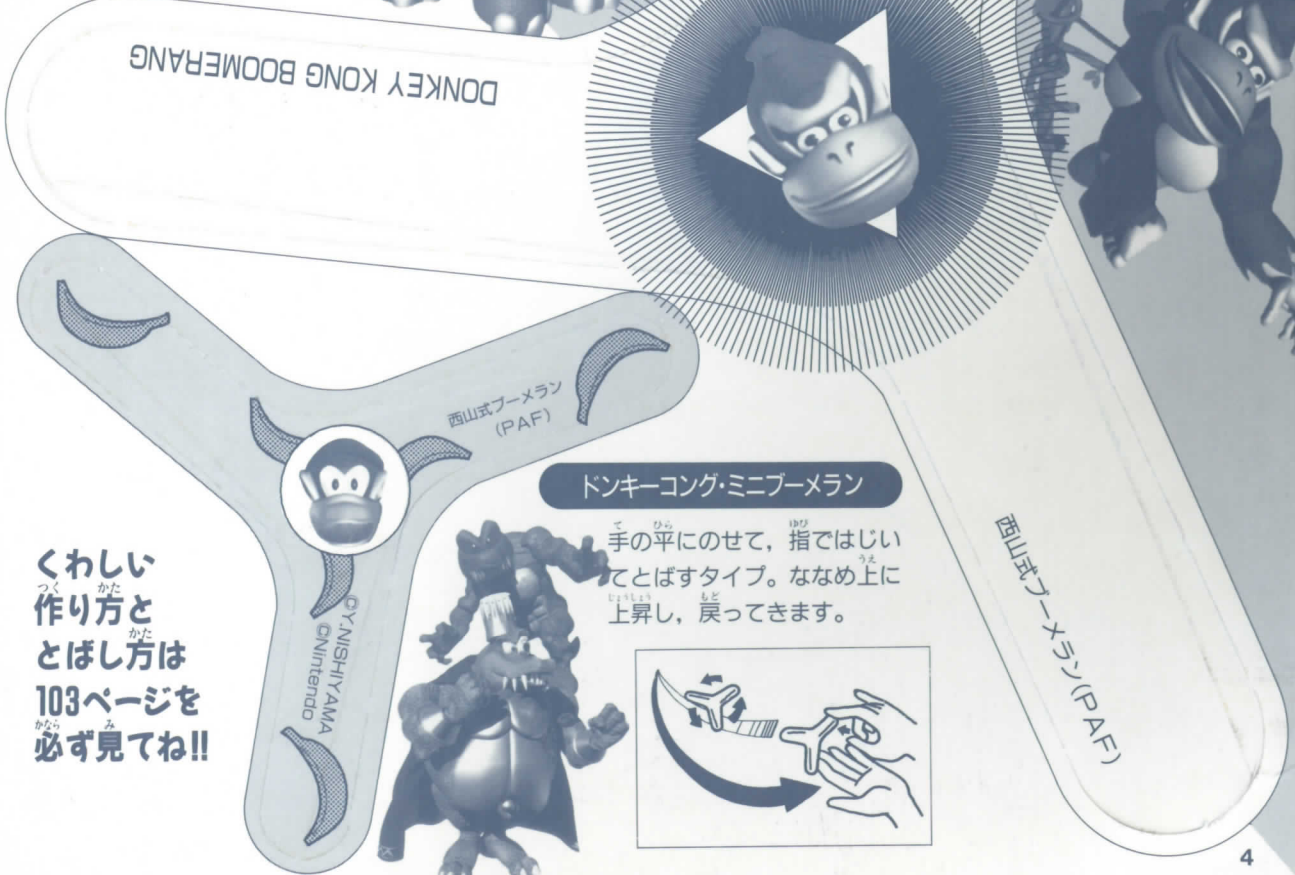 DONKEY KONG BOOMERANG
西山式ブーメラン
(PAF)
©Y.NISHIYAMA
©Nintendo
ドンキーコング・ミニブーメラン
手の平にのせて，指ではじい
てとばすタイプ。ななめ上に
上昇し，戻ってきます。
くわしい
作り方と
とばし方は
103ページを
必ず見てね!!
西山式ブーメラン(PAF)
4